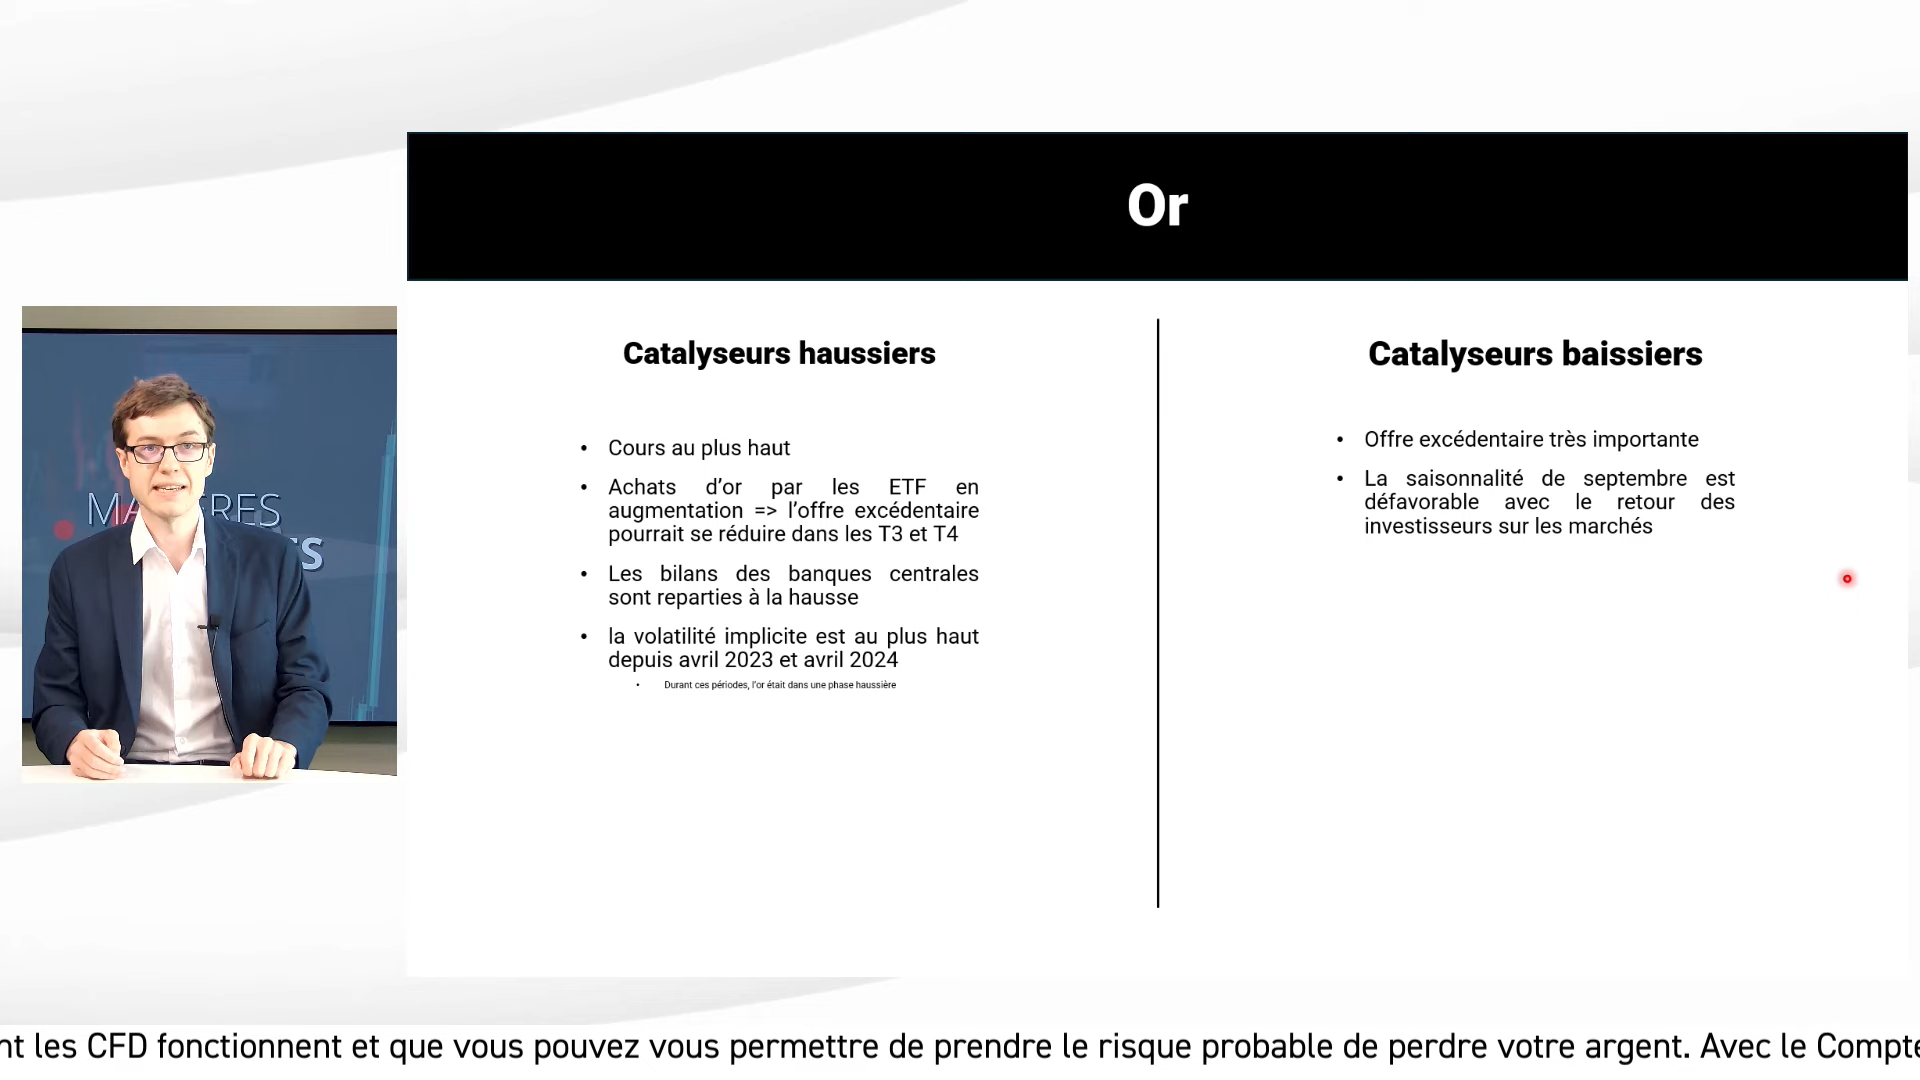 Or
Catalyseurs haussiers
• Cours au plus haut
• Achats d’or par les ETF en
augmentation => l’offre excédentaire
pourrait se réduire dans les T3 et T4
• Les bilans des banques centrales
sont reparties à la hausse
• la volatilité implicite est au plus haut
depuis avril 2023 et avril 2024
• Durant ces périodes, l’or était dans une phase haussière
Catalyseurs baissiers
• Offre excédentaire très importante
• La saisonnalité de septembre est
défavorable avec le retour des
investisseurs sur les marchés
les CFD fonctionnent et que vous pouvez vous permettre de prendre le risque probable de perdre votre argent. Avec le Compte